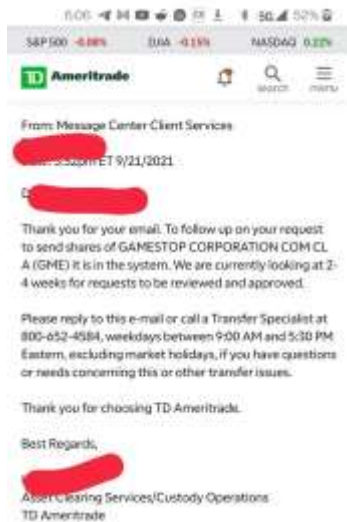 6:06 5G 52%
S&P 500 -0.08% DJIA -0.15% NASDAQ 0.22%
TD Ameritrade search menu
From: Message Center Client Services
ET 9/21/2021
Thank you for your email. To follow up on your request
to send shares of GAMESTOP CORPORATION COM CL
A (GME) it is in the system. We are currently looking at 2-
4 weeks for requests to be reviewed and approved.
Please reply to this e-mail or call a Transfer Specialist at
800-652-4584, weekdays between 9:00 AM and 5:30 PM
Eastern, excluding market holidays, if you have questions
or needs concerning this or other transfer issues.
Thank you for choosing TD Ameritrade.
Best Regards,
Asset Clearing Services/Custody Operations
TD Ameritrade